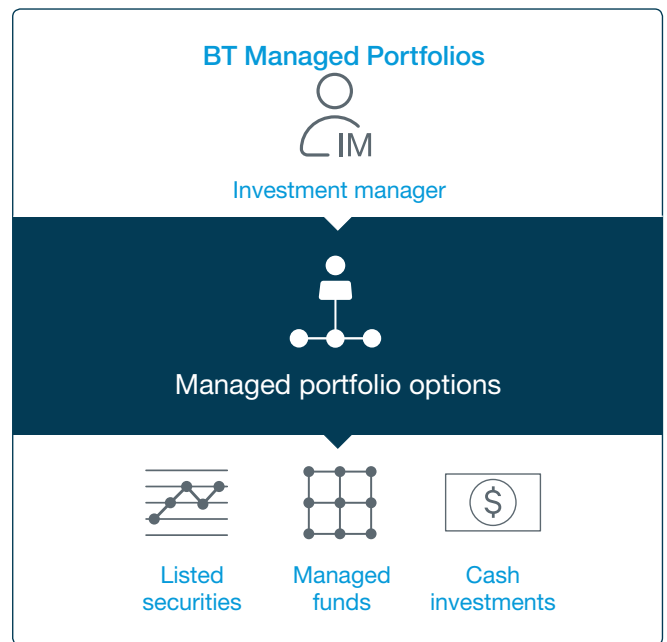 BT Managed Portfolios
IM
Investment manager
Managed portfolio options
$
Listed
securities
Managed
funds
Cash
investments